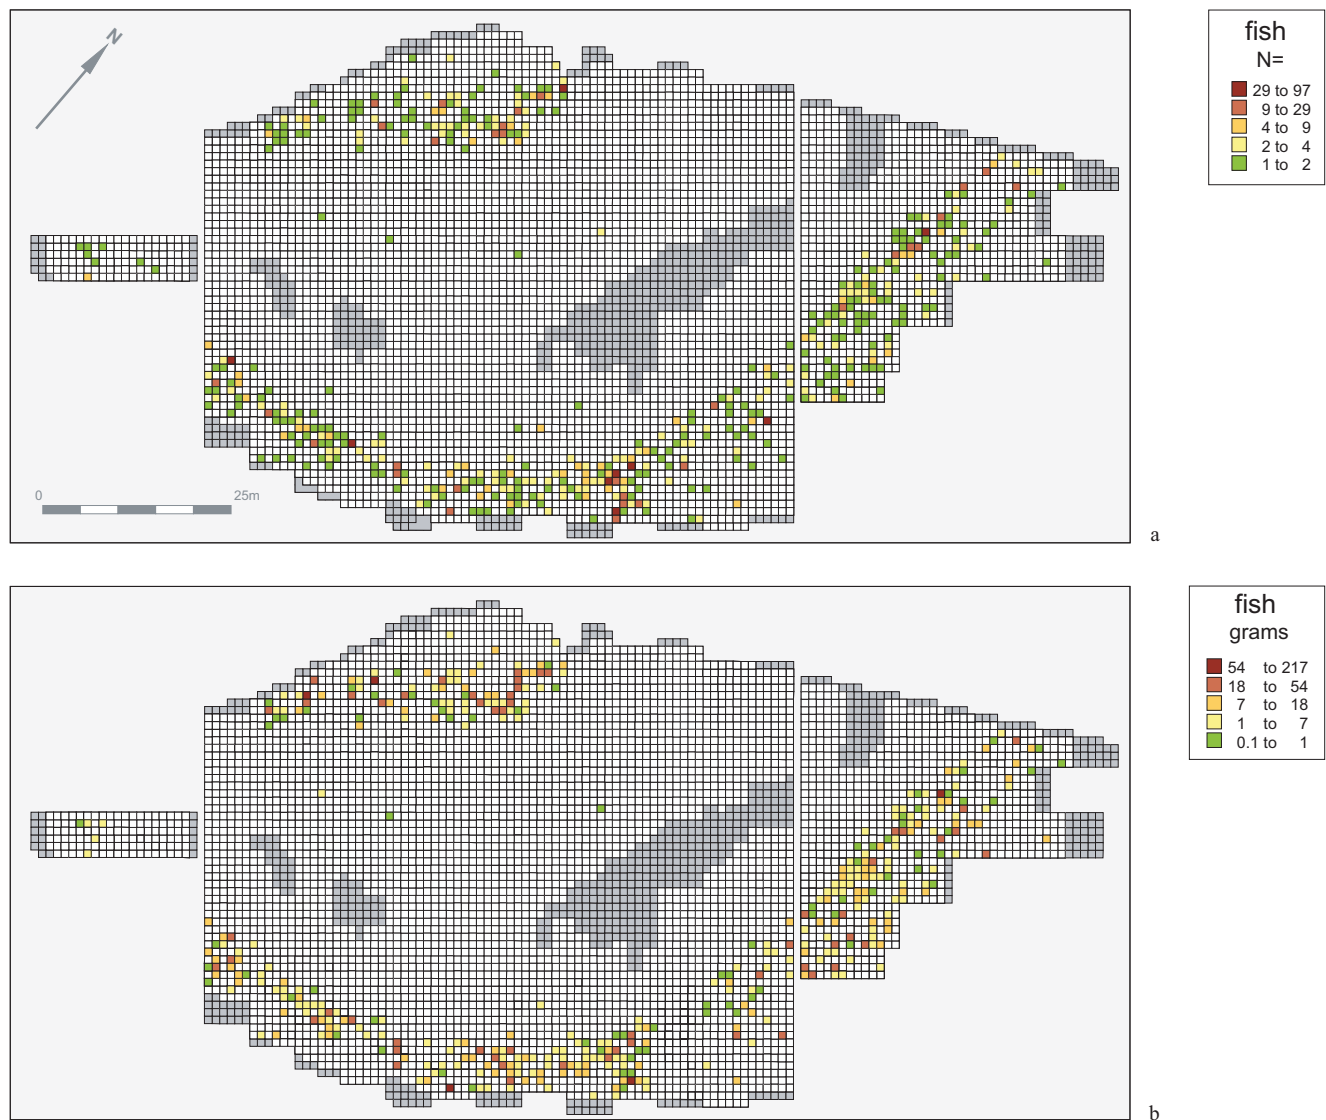 N
fish
N=
29 to 97
9 to 29
4 to 9
2 to 4
1 to 2
0 25m
a
fish
grams
54 to 217
18 to 54
7 to 18
1 to 7
0.1 to 1
b